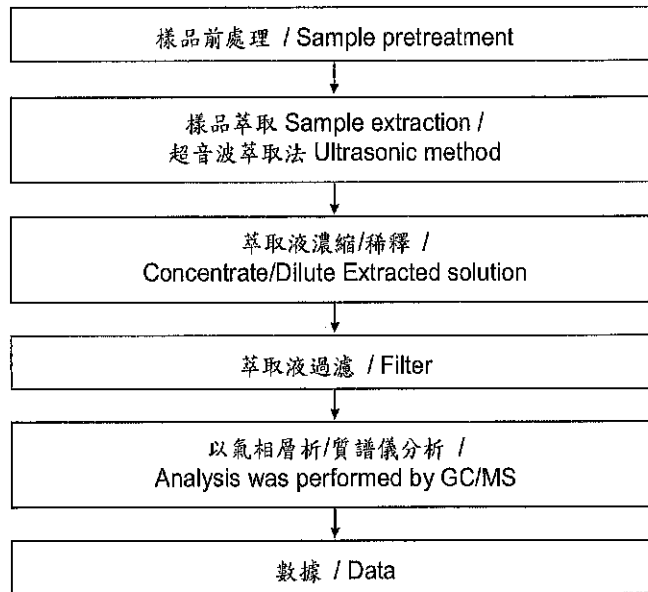 樣品前處理 / Sample pretreatment
樣品萃取 Sample extraction /
超音波萃取法 Ultrasonic method
萃取液濃縮/稀釋 /
Concentrate/Dilute Extracted solution
萃取液過濾 / Filter
以氣相層析/質譜儀分析 /
Analysis was performed by GC/MS
數據 / Data